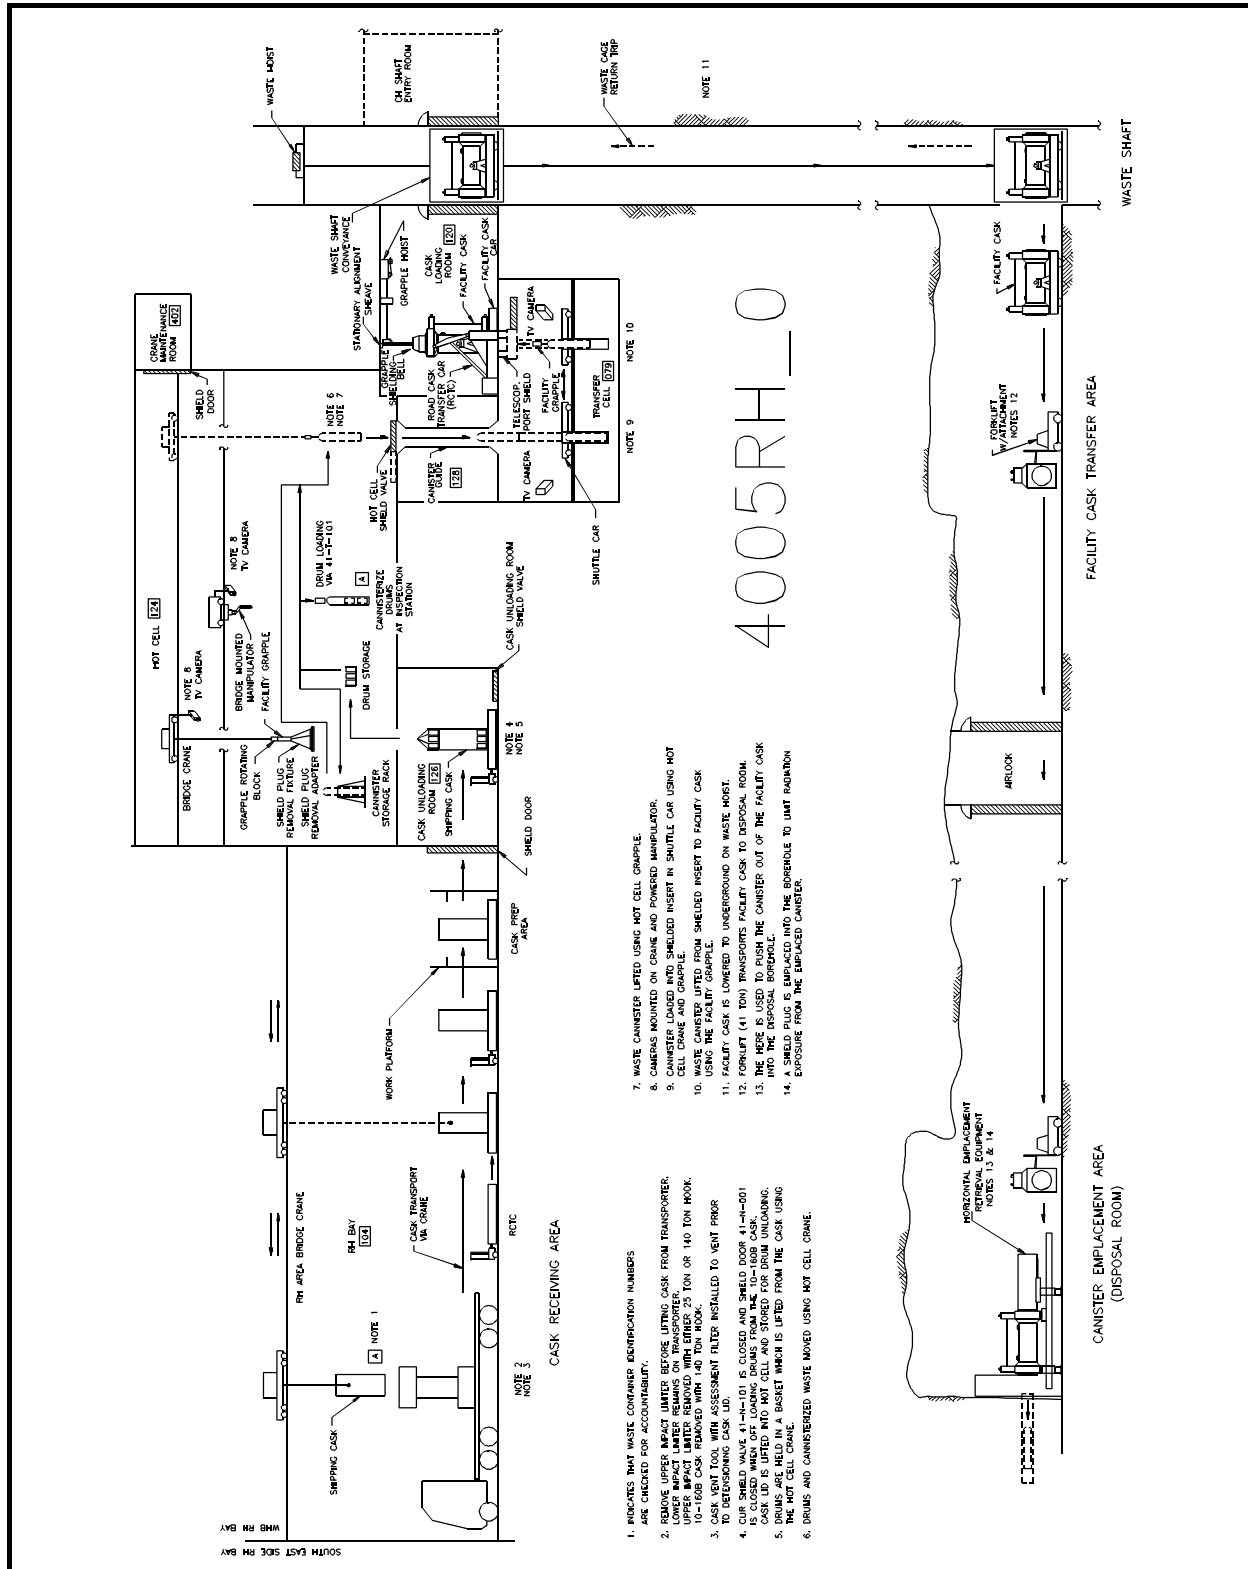 WHB RH BAY
SOUTH EAST SIDE RH BAY
RH AREA BRIDGE CRANE
SHIPPING CASK
A NOTE 1
RH BAY
104
CASK TRANSPORT
VIA CRANE
NOTE 2
NOTE 3
RCTC
CASK RECEIVING AREA
WORK PLATFORM
CASK PREP
AREA
SHIELD DOOR
HOT CELL 124
BRIDGE CRANE
NOTE 8
TV CAMERA
BRIDGE MOUNTED
MANIPULATOR
FACILITY GRAPPLE
GRAPPLE ROTATING
BLOCK
SHIELD PLUG
REMOVAL FIXTURE
SHIELD PLUG
REMOVAL ADAPTER
CANNISTER
STORAGE RACK
NOTE 8
TV CAMERA
CASK UNLOADING
ROOM 126
SHIPPING CASK
NOTE 4
NOTE 5
DRUM STORAGE
CASK UNLOADING ROOM
SHIELD VALVE
DRUM LOADING
VIA 41-T-101
A
CANNISTERIZE
DRUMS
AT INSPECTION
STATION
CRANE
MAINTENANCE
ROOM 402
SHIELD
DOOR
NOTE 6
NOTE 7
HOT CELL
SHIELD VALVE
CANISTER
GUIDE
128
TV CAMERA
SHUTTLE CAR
NOTE 9
STATIONARY ALIGNMENT
SHEAVE
GRAPPLE HOIST
GRAPPLE
SHIELDING
BELL
ROAD CASK
TRANSFER CAR
(RCTC)
CASK
LOADING
ROOM 120
FACILITY CASK
FACILITY CASK
CAR
TELESCOP.
PORT SHIELD
FACILITY
GRAPPLE
TV CAMERA
TRANSFER
CELL 079
NOTE 10
WASTE SHAFT
CONVEYANCE
WASTE HOIST
CH SHAFT
ENTRY ROOM
WASTE CAGE
RETURN TRIP
NOTE 11
WASTE SHAFT
1. INDICATES THAT WASTE CONTAINER IDENTIFICATION NUMBERS
ARE CHECKED FOR ACCOUNTABILITY.
2. REMOVE UPPER IMPACT LIMITER BEFORE LIFTING CASK FROM TRANSPORTER.
LOWER IMPACT LIMITER REMAINS ON TRANSPORTER.
UPPER IMPACT LIMITER REMOVED WITH EITHER 25 TON OR 140 TON HOOK.
10-160B CASK REMOVED WITH 140 TON HOOK.
3. CASK VENT TOOL WITH ASSESSMENT FILTER INSTALLED TO VENT PRIOR
TO DETENSIONING CASK LID.
4. CUR SHIELD VALVE 41-N-101 IS CLOSED AND SHIELD DOOR 41-N-001
IS CLOSED WHEN OFF LOADING DRUMS FROM THE 10-160B CASK.
CASK LID IS LIFTED INTO HOT CELL AND STORED FOR DRUM UNLOADING.
5. DRUMS ARE HELD IN A BASKET WHICH IS LIFTED FROM THE CASK USING
THE HOT CELL CRANE.
6. DRUMS AND CANNISTERIZED WASTE MOVED USING HOT CELL CRANE.
7. WASTE CANNISTER LIFTED USING HOT CELL GRAPPLE.
8. CAMERAS MOUNTED ON CRANE AND POWERED MANIPULATOR.
9. CANNISTER LOADED INTO SHIELDED INSERT IN SHUTTLE CAR USING HOT
CELL CRANE AND GRAPPLE.
10. WASTE CANISTER LIFTED FROM SHIELDED INSERT TO FACILITY CASK
USING THE FACILITY GRAPPLE.
11. FACILITY CASK IS LOWERED TO UNDERGROUND ON WASTE HOIST.
12. FORKLIFT (41 TON) TRANSPORTS FACILITY CASK TO DISPOSAL ROOM.
13. THE HERE IS USED TO PUSH THE CANISTER OUT OF THE FACILITY CASK
INTO THE DISPOSAL BOREHOLE.
14. A SHIELD PLUG IS EMPLACED INTO THE BOREHOLE TO LIMIT RADIATION
EXPOSURE FROM THE EMPLACED CANISTER.
4005RH_0
HORIZONTAL EMPLACEMENT
RETRIEVAL EQUIPMENT
NOTES 13 & 14
CANISTER EMPLACEMENT AREA
(DISPOSAL ROOM)
AIRLOCK
FORKLIFT
W/ATTACHMENT
NOTES 12
FACILITY CASK
FACILITY CASK TRANSFER AREA